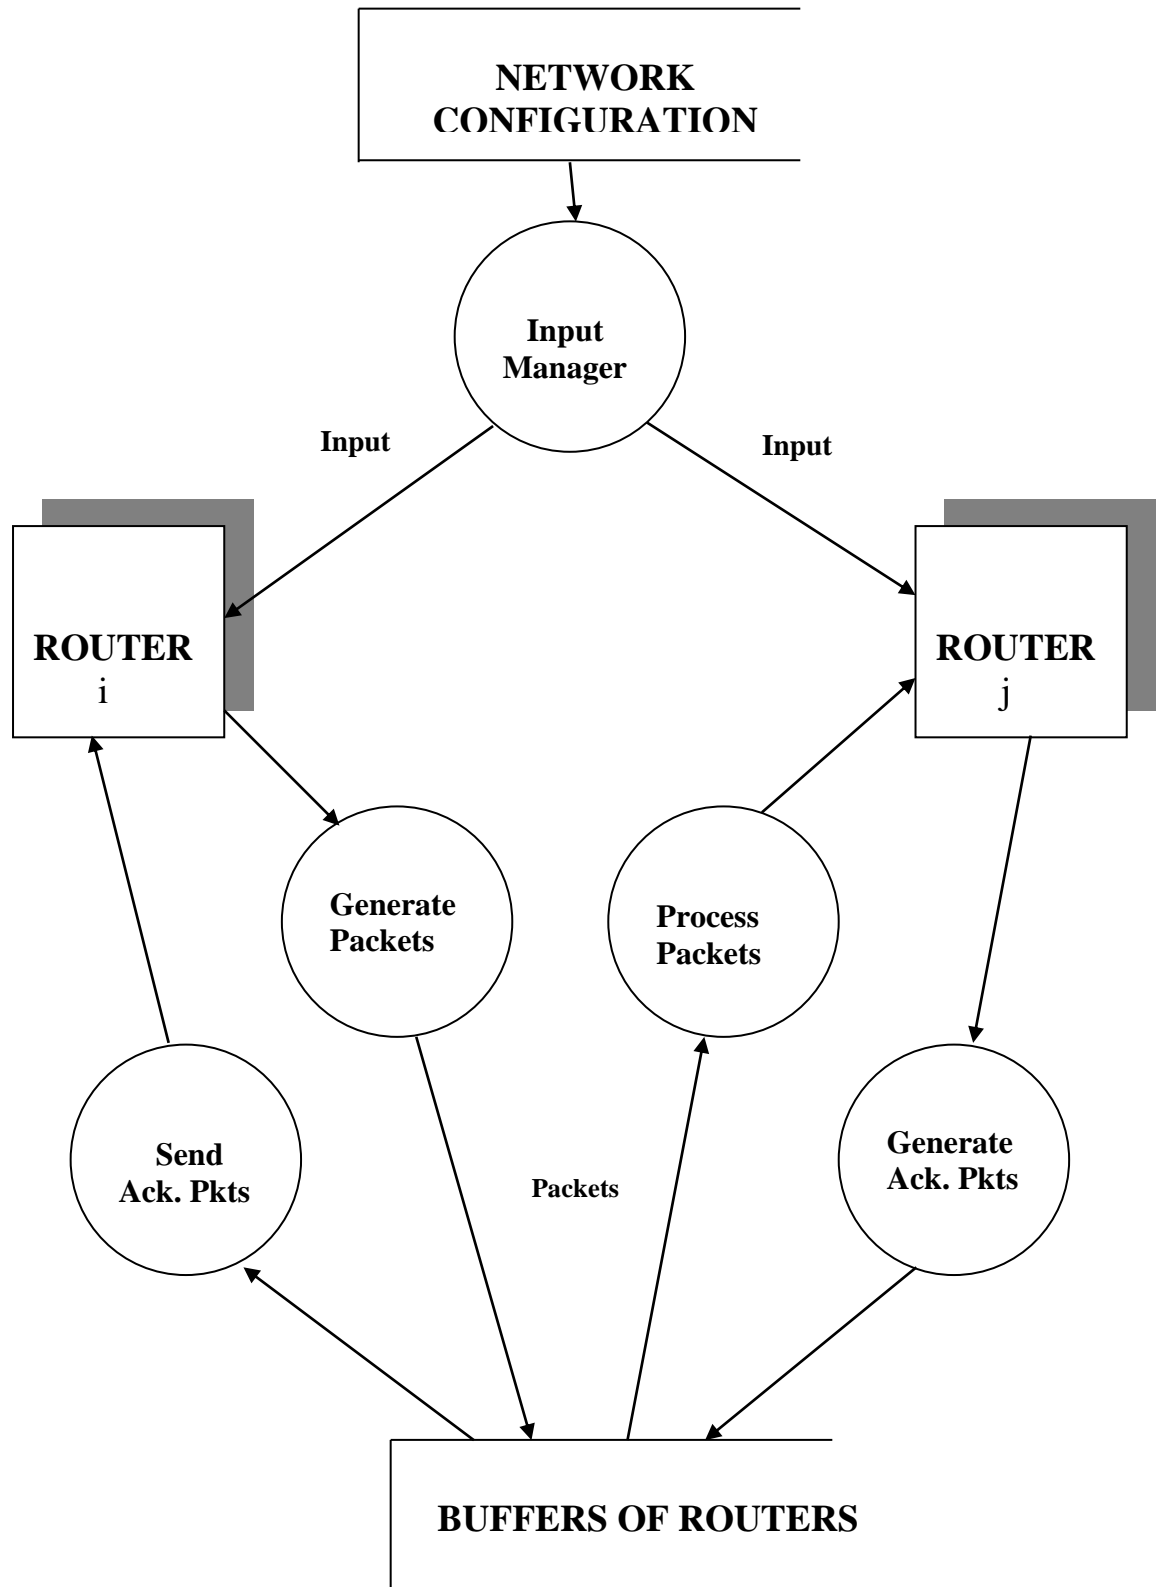 NETWORK
CONFIGURATION
Input
Manager
Input
Input
ROUTER
i
ROUTER
j
Generate
Packets
Process
Packets
Send
Ack. Pkts
Packets
Generate
Ack. Pkts
BUFFERS OF ROUTERS